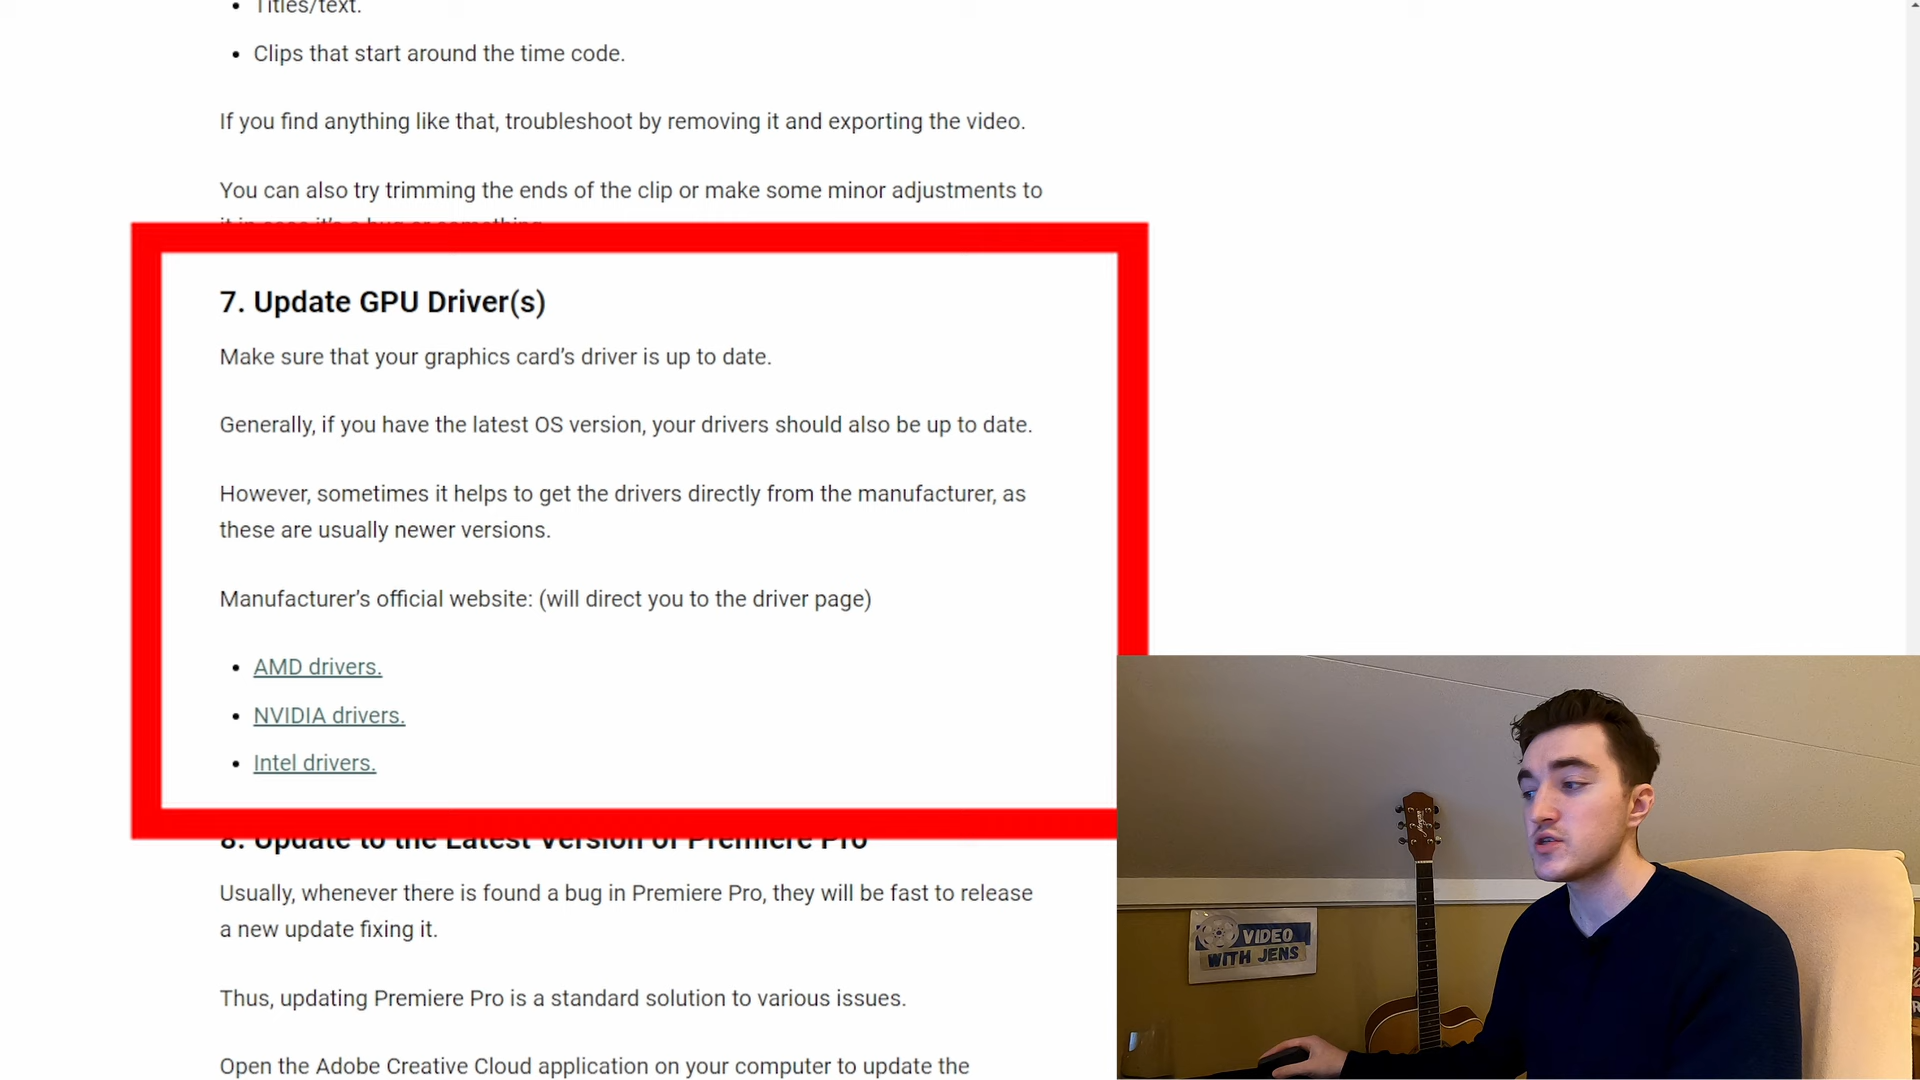 Titles/text.
Clips that start around the time code.
If you find anything like that, troubleshoot by removing it and exporting the video.
You can also try trimming the ends of the clip or make some minor adjustments to
it in case it's a bug or something.
7. Update GPU Driver(s)
Make sure that your graphics card's driver is up to date.
Generally, if you have the latest OS version, your drivers should also be up to date.
However, sometimes it helps to get the drivers directly from the manufacturer, as
these are usually newer versions.
Manufacturer's official website: (will direct you to the driver page)
AMD drivers.
NVIDIA drivers.
Intel drivers.
8. Update to the Latest Version of Premiere Pro
Usually, whenever there is found a bug in Premiere Pro, they will be fast to release
a new update fixing it.
Thus, updating Premiere Pro is a standard solution to various issues.
Open the Adobe Creative Cloud application on your computer to update the
VIDEO
WITH JENS